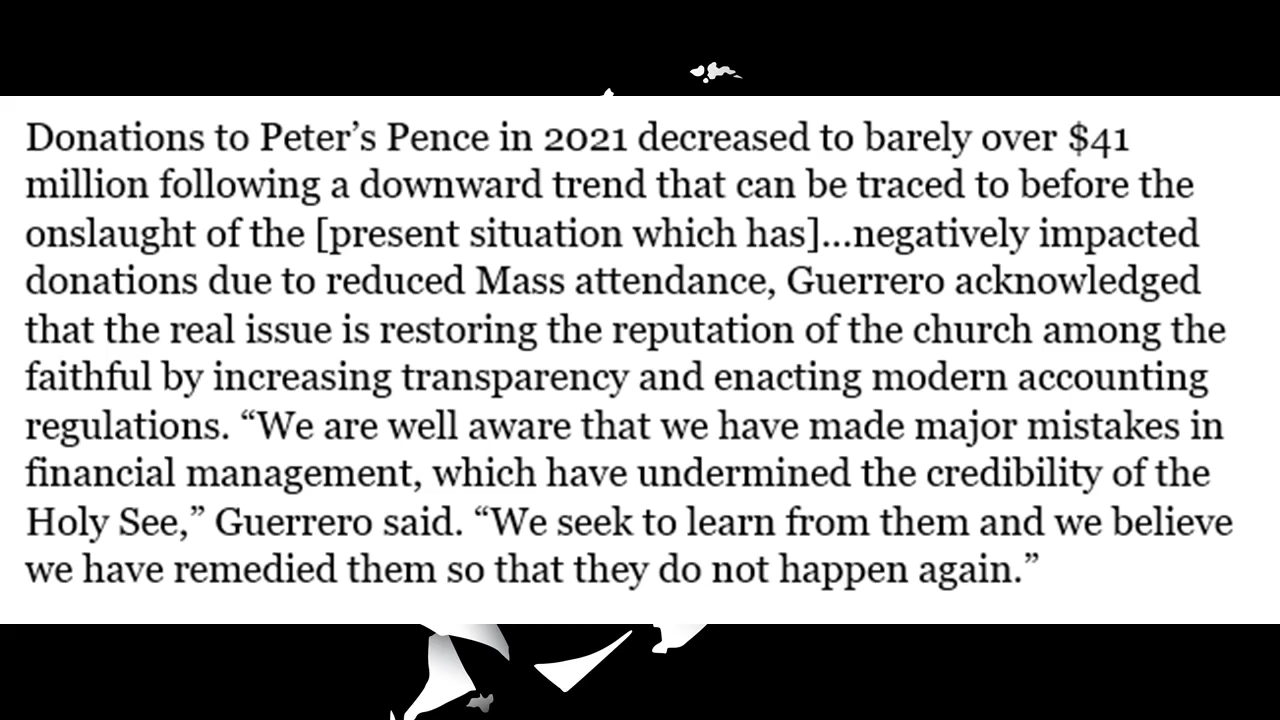 Donations to Peter’s Pence in 2021 decreased to barely over $41
million following a downward trend that can be traced to before the
onslaught of the [present situation which has]...negatively impacted
donations due to reduced Mass attendance, Guerrero acknowledged
that the real issue is restoring the reputation of the church among the
faithful by increasing transparency and enacting modern accounting
regulations. “We are well aware that we have made major mistakes in
financial management, which have undermined the credibility of the
Holy See,” Guerrero said. “We seek to learn from them and we believe
we have remedied them so that they do not happen again.”